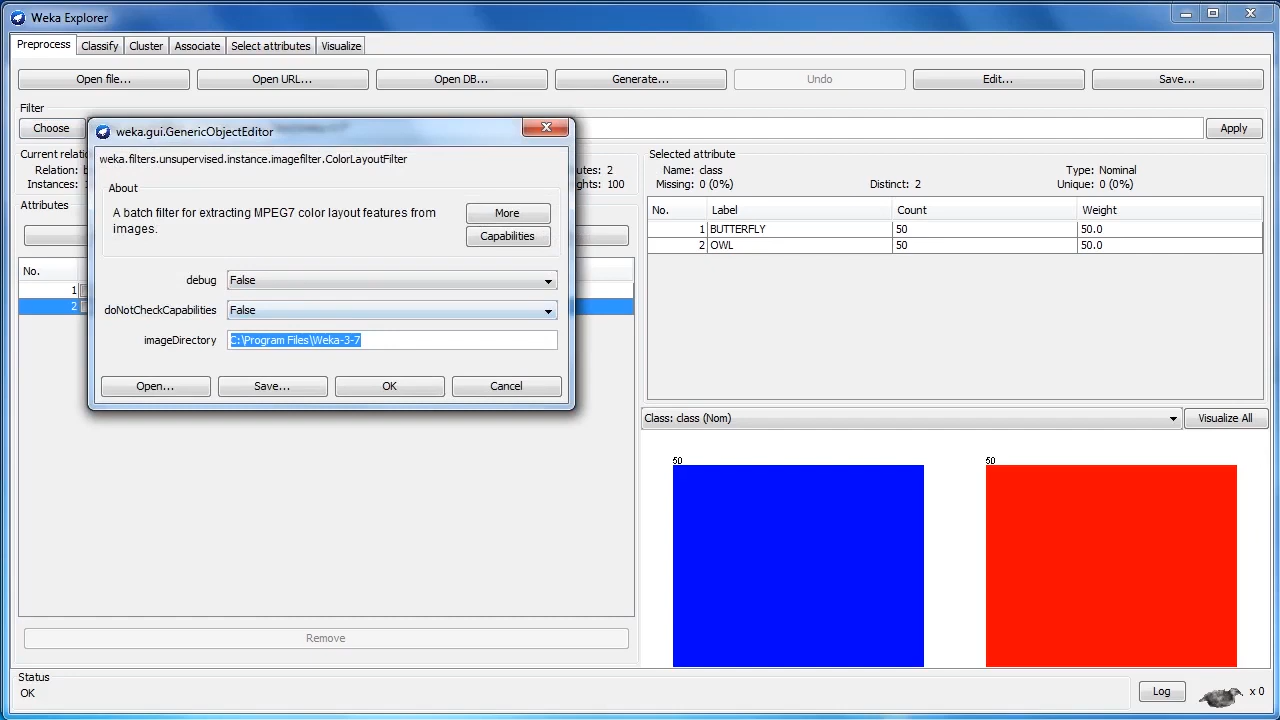 Weka Explorer
Preprocess Classify Cluster Associate Select attributes Visualize
Open file... Open URL... Open DB... Generate... Undo Edit... Save...
Filter
Choose Apply
weka.gui.GenericObjectEditor
weka.filters.unsupervised.instance.imagefilter.ColorLayoutFilter
About
A batch filter for extracting MPEG7 color layout features from
images.
More
Capabilities
debug False
doNotCheckCapabilities False
imageDirectory C:\Program Files\Weka-3-7
Open... Save... OK Cancel
Current relati
Relation: b utes: 2
Instances: 1 ghts: 100
Attributes
No.
1
2
Remove
Selected attribute
Name: class Type: Nominal
Missing: 0 (0%) Distinct: 2 Unique: 0 (0%)
No. Label Count Weight
1 BUTTERFLY 50 50.0
2 OWL 50 50.0
Class: class (Nom) Visualize All
50 50
Status
OK
Log x 0